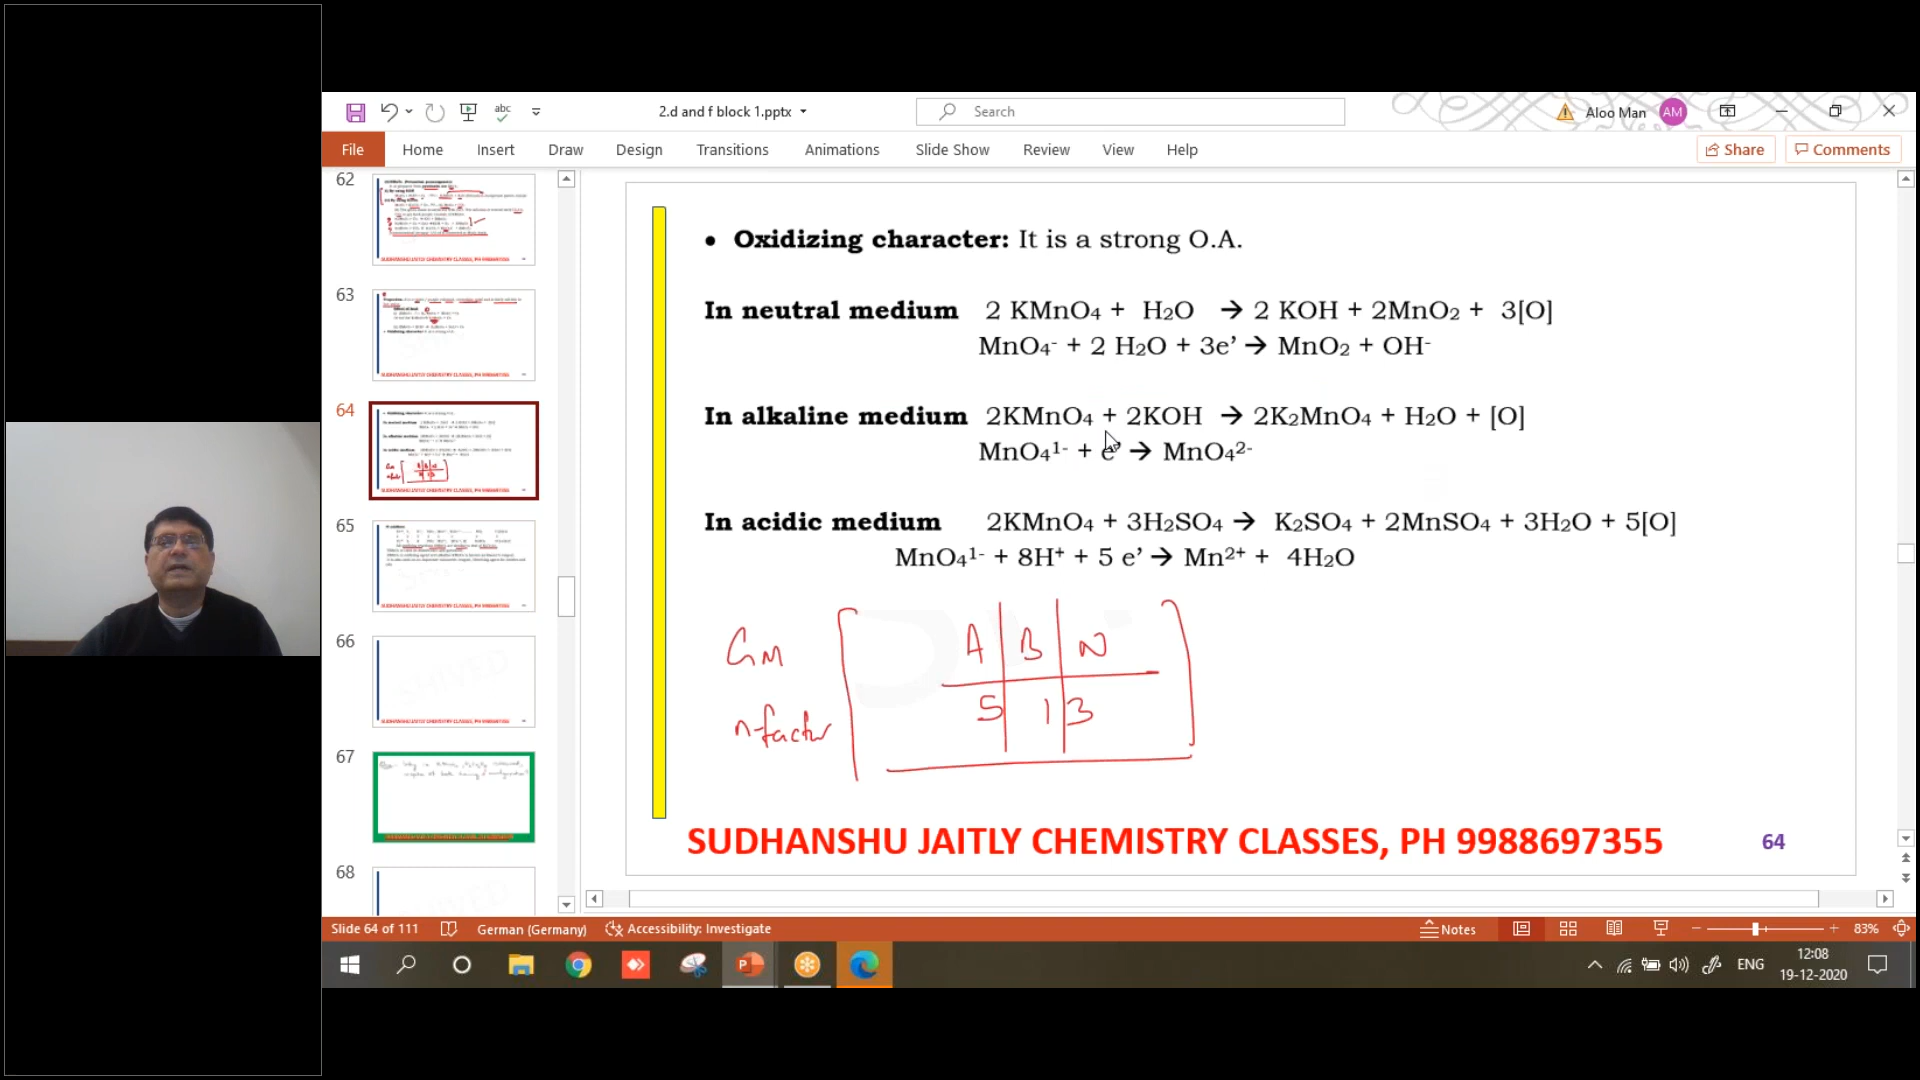 2.d and f block 1.pptx
Search
Aloo Man
AM
File Home Insert Draw Design Transitions Animations Slide Show Review View Help
Share
Comments
62
63
64
65
66
67
68
• Oxidizing character: It is a strong O.A.
In neutral medium 2 KMnO₄ + H₂O → 2 KOH + 2MnO₂ + 3[O]
MnO₄⁻ + 2 H₂O + 3e’ → MnO₂ + OH⁻
In alkaline medium 2KMnO₄ + 2KOH → 2K₂MnO₄ + H₂O + [O]
MnO₄¹⁻ + e’ → MnO₄²⁻
In acidic medium 2KMnO₄ + 3H₂SO₄ → K₂SO₄ + 2MnSO₄ + 3H₂O + 5[O]
MnO₄¹⁻ + 8H⁺ + 5 e’ → Mn²⁺ + 4H₂O
A B N
n-factor 5 1 3
SUDHANSHU JAITLY CHEMISTRY CLASSES, PH 9988697355
64
Slide 64 of 111
German (Germany)
Accessibility: Investigate
Notes
83%
ENG
12:08
19-12-2020